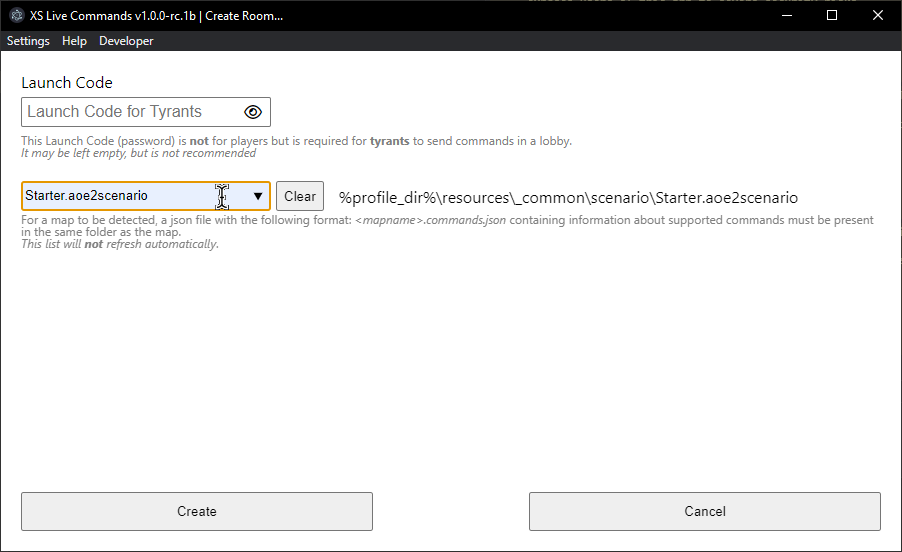 XS Live Commands v1.0.0-rc.1b | Create Room...
Settings Help Developer
Launch Code
Launch Code for Tyrants
This Launch Code (password) is not for players but is required for tyrants to send commands in a lobby.
It may be left empty, but is not recommended
Starter.aoe2scenario Clear %profile_dir%\resources\_common\scenario\Starter.aoe2scenario
For a map to be detected, a json file with the following format: <mapname>.commands.json containing information about supported commands must be present
in the same folder as the map.
This list will not refresh automatically.
Create Cancel